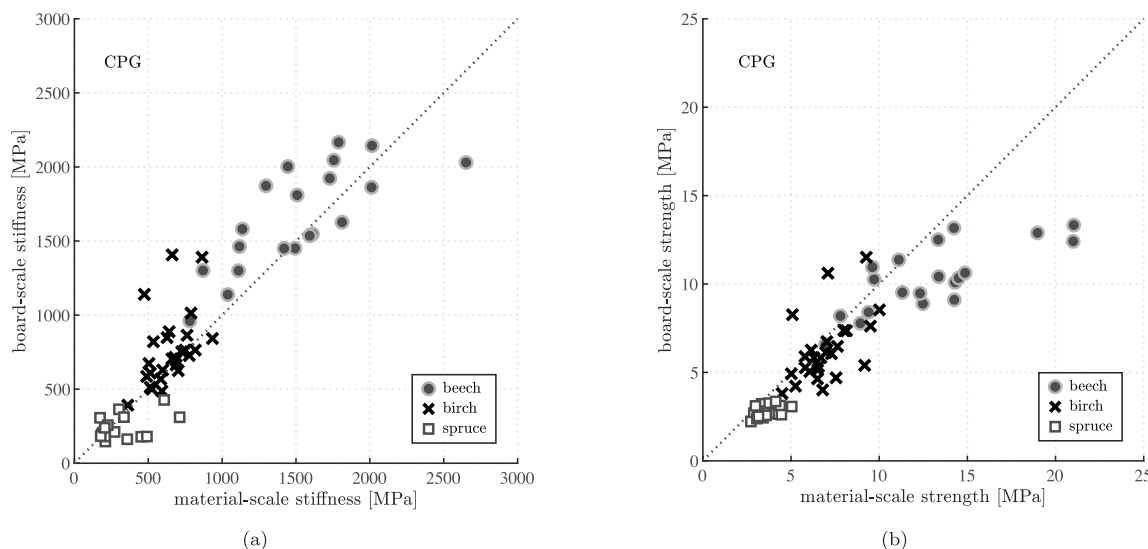 3000
2500
2000
1500
1000
500
0
board-scale stiffness [MPa]
CPG
beech
birch
spruce
0 500 1000 1500 2000 2500 3000
material-scale stiffness [MPa]
(a)
25
20
15
10
5
0
board-scale strength [MPa]
CPG
beech
birch
spruce
0 5 10 15 20 25
material-scale strength [MPa]
(b)